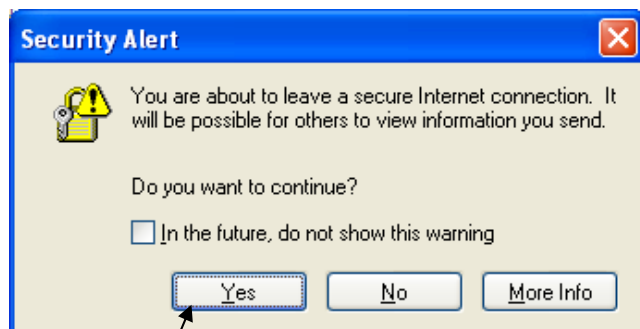 Security Alert
You are about to leave a secure Internet connection. It
will be possible for others to view information you send.
Do you want to continue?
In the future, do not show this warning
Yes No More Info